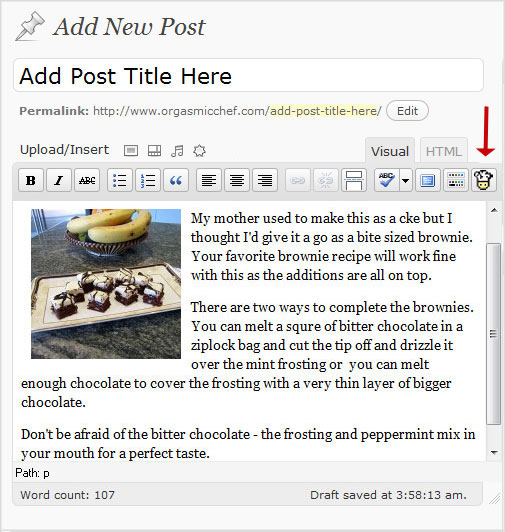 Add New Post
Add Post Title Here
Permalink: http://www.orgasmicchef.com/add-post-title-here/ Edit
Upload/Insert Visual HTML
B I ABC ABC
My mother used to make this as a cke but I
thought I'd give it a go as a bite sized brownie.
Your favorite brownie recipe will work fine
with this as the additions are all on top.
There are two ways to complete the brownies.
You can melt a squre of bitter chocolate in a
ziplock bag and cut the tip off and drizzle it
over the mint frosting or you can melt
enough chocolate to cover the frosting with a very thin layer of bigger
chocolate.
Don't be afraid of the bitter chocolate - the frosting and peppermint mix in
your mouth for a perfect taste.
Path: p
Word count: 107 Draft saved at 3:58:13 am.